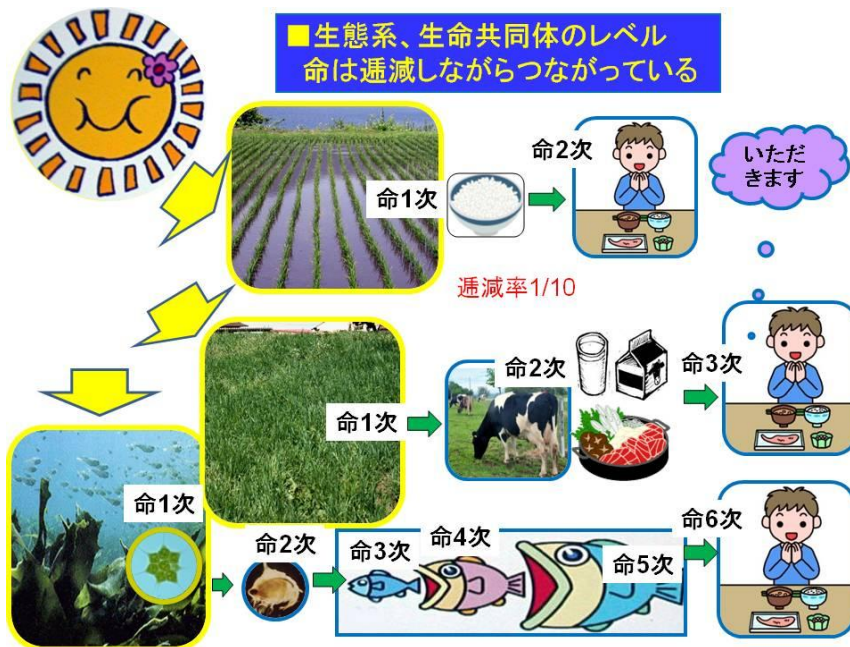 ■生態系、生命共同体のレベル
命は逓減しながらつながっている
命1次
命2次
いただ
きます
逓減率1/10
命1次
命2次
命3次
命1次
命2次
命3次
命4次
命5次
命6次